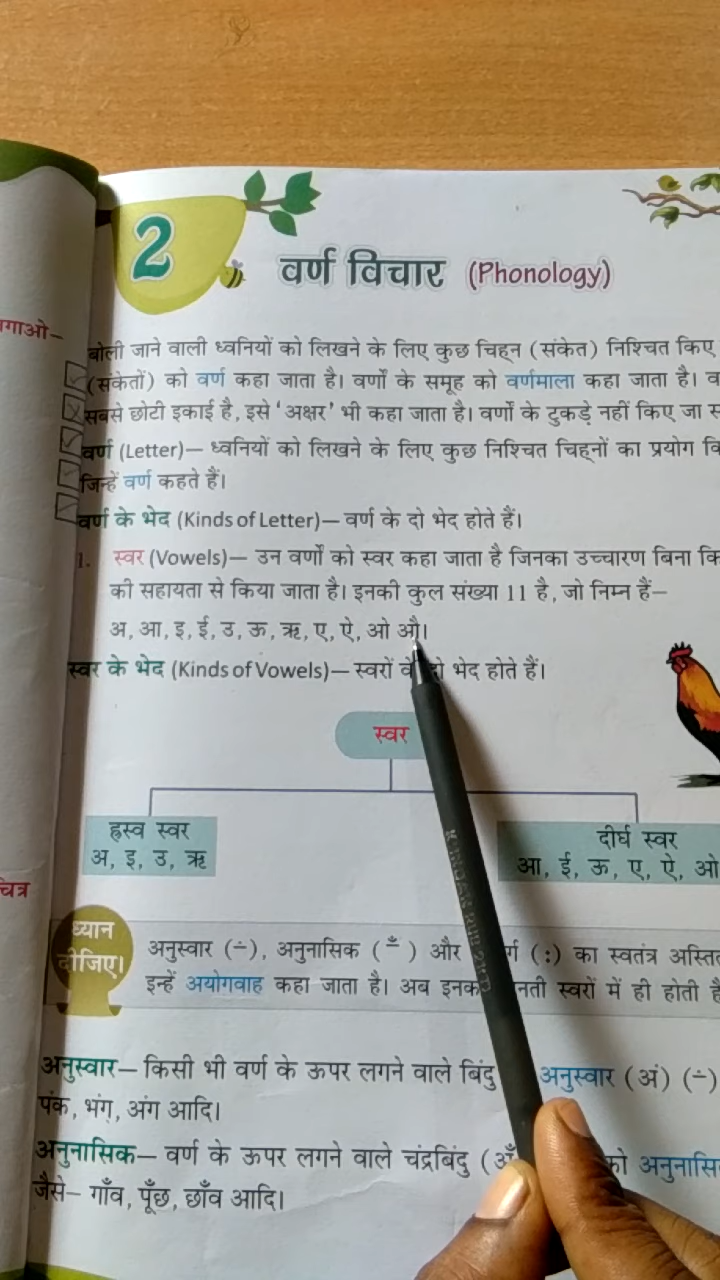 गाओ–
2
वर्ण विचार (Phonology)
बोली जाने वाली ध्वनियों को लिखने के लिए कुछ चिह्न (संकेत) निश्चित किए
(संकेतों) को वर्ण कहा जाता है। वर्णों के समूह को वर्णमाला कहा जाता है।
सबसे छोटी इकाई है, इसे 'अक्षर' भी कहा जाता है। वर्णों के टुकड़े नहीं किए जा
वर्ण (Letter)— ध्वनियों को लिखने के लिए कुछ निश्चित चिह्नों का प्रयोग
जिन्हें वर्ण कहते हैं।
वर्ण के भेद (Kinds of Letter)— वर्ण के दो भेद होते हैं।
1. स्वर (Vowels)— उन वर्णों को स्वर कहा जाता है जिनका उच्चारण बिना
की सहायता से किया जाता है। इनकी कुल संख्या 11 है, जो निम्न हैं–
अ, आ, इ, ई, उ, ऊ, ऋ, ए, ऐ, ओ औ।
स्वर के भेद (Kinds of Vowels)— स्वरों के दो भेद होते हैं।
स्वर
ह्रस्व स्वर
अ, इ, उ, ऋ
दीर्घ स्वर
आ, ई, ऊ, ए, ऐ, ओ
चित्र
ध्यान
दीजिए।
अनुस्वार (ं), अनुनासिक (ँ) और (:) का स्वतंत्र
इन्हें अयोगवाह कहा जाता है। अब स्वरों में ही होती
अनुस्वार— किसी भी वर्ण के ऊपर लगने वाले बिंदु अनुस्वार (अं) (ं)
पंक, भंग, अंग आदि।
अनुनासिक— वर्ण के ऊपर लगने वाले चंद्रबिंदु (अँ को
जैसे– गाँव, पूँछ, छाँव आदि।